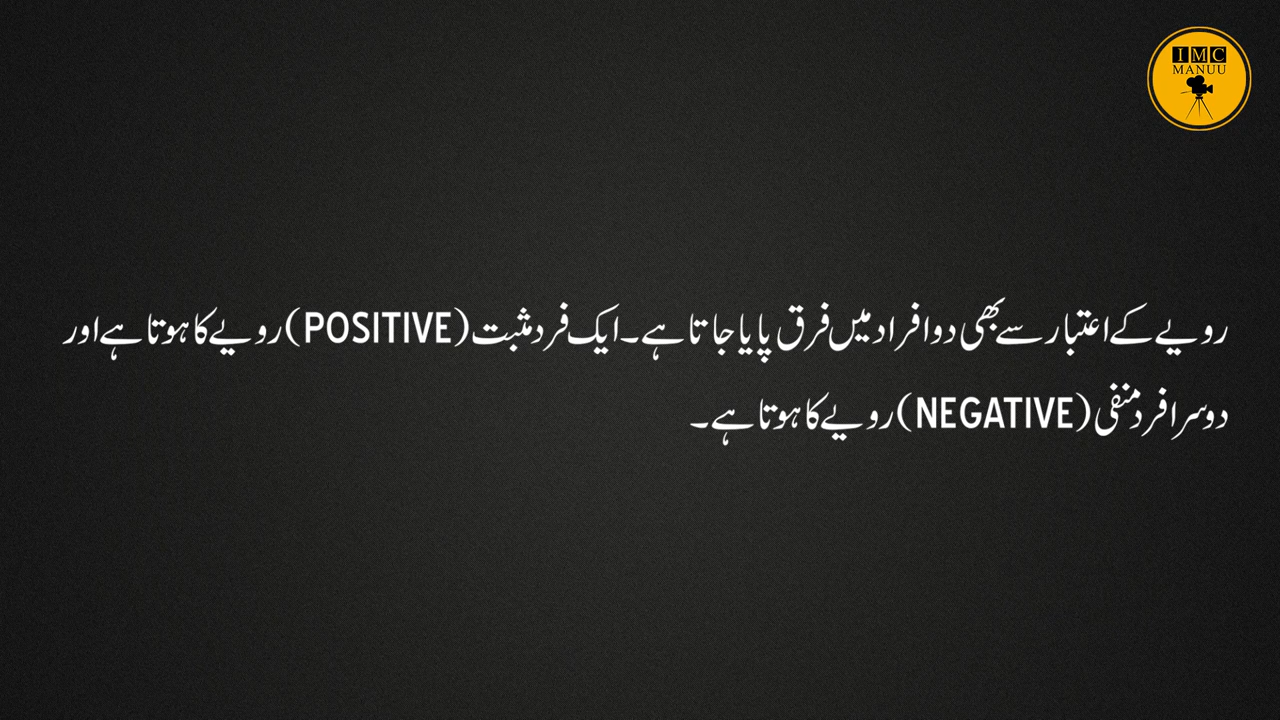 IMC
MANUU
رویے کے اعتبار سے بھی دو افراد میں فرق پایا جاتا ہے۔ ایک فرد مثبت (POSITIVE) رویے کا ہوتا ہے اور
دوسرا فرد منفی (NEGATIVE) رویے کا ہوتا ہے۔